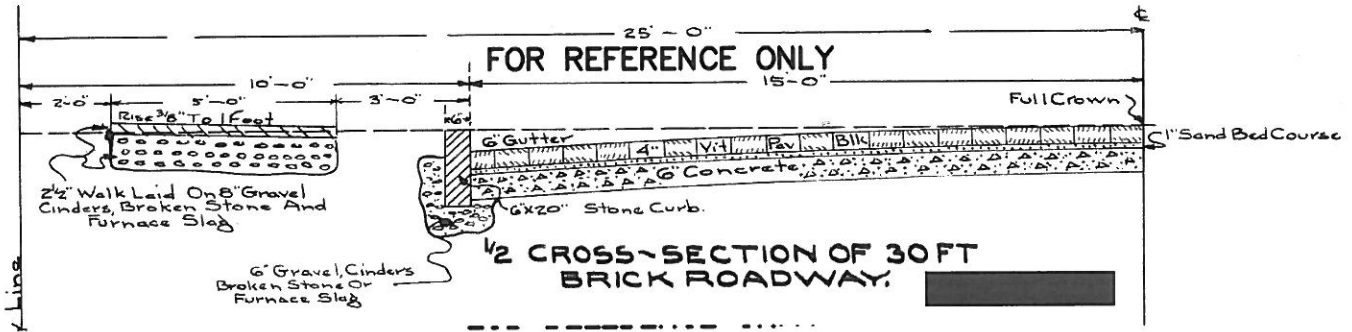 ℄
25'-0"
FOR REFERENCE ONLY
10'-0"
15'-0"
2'-0"
5'-0"
3'-0"
Full Crown
Rise 3/8" To 1 Foot
6"
1" Sand Bed Course
6" Gutter
4" Vit Pav Blk
6" Concrete
2½" Walk Laid On 8" Gravel
Cinders, Broken Stone And
Furnace Slag
6"x20" Stone Curb.
6" Gravel, Cinders
Broken Stone Or
Furnace Slag
1/2 CROSS-SECTION OF 30 FT
BRICK ROADWAY.
Line